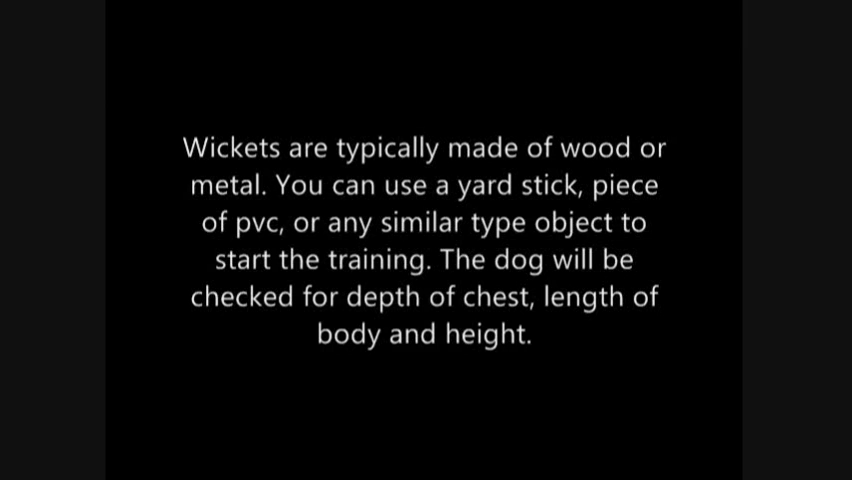 Wickets are typically made of wood or
metal. You can use a yard stick, piece
of pvc, or any similar type object to
start the training. The dog will be
checked for depth of chest, length of
body and height.